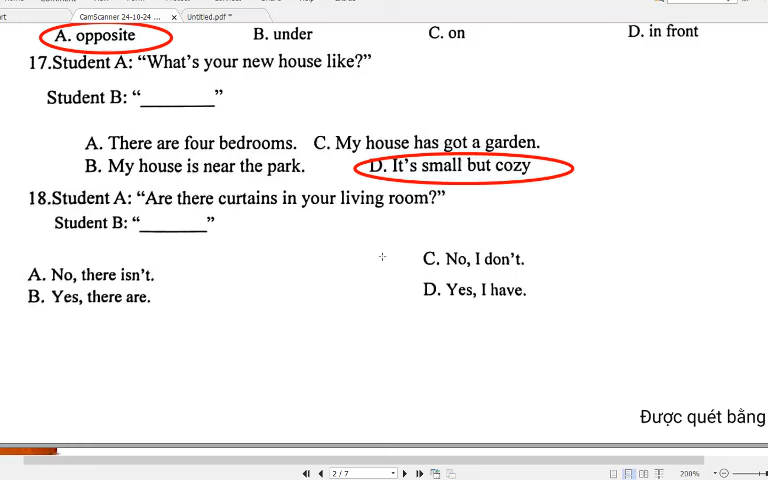 CamScanner 24-10-24 ... × Untitled.pdf *
A. opposite B. under C. on D. in front
17.Student A: “What’s your new house like?”
Student B: “________”
A. There are four bedrooms. C. My house has got a garden.
B. My house is near the park. D. It’s small but cozy
18.Student A: “Are there curtains in your living room?”
Student B: “_______”
C. No, I don’t.
A. No, there isn’t.
D. Yes, I have.
B. Yes, there are.
Được quét bằng
2 / 7 200%